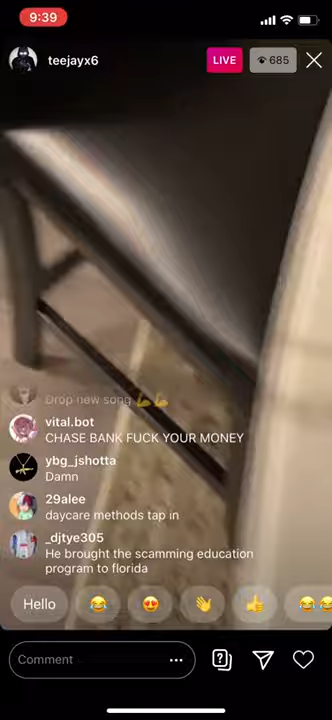 9:39
teejayx6
LIVE
685
Drop new song 💪💪
vital.bot
CHASE BANK FUCK YOUR MONEY
ybg_jshotta
Damn
29alee
daycare methods tap in
_djtye305
He brought the scamming education
program to florida
Hello
Comment